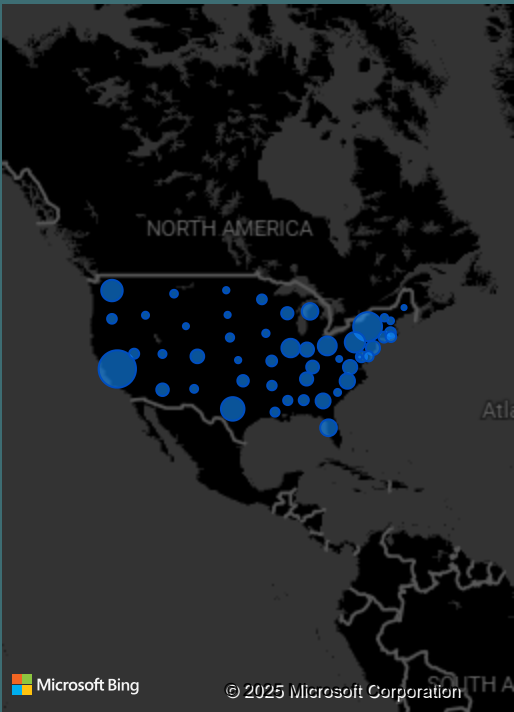 NORTH AMERICA
Atla
Microsoft Bing
© 2025 Microsoft Corporation
SOUTH A